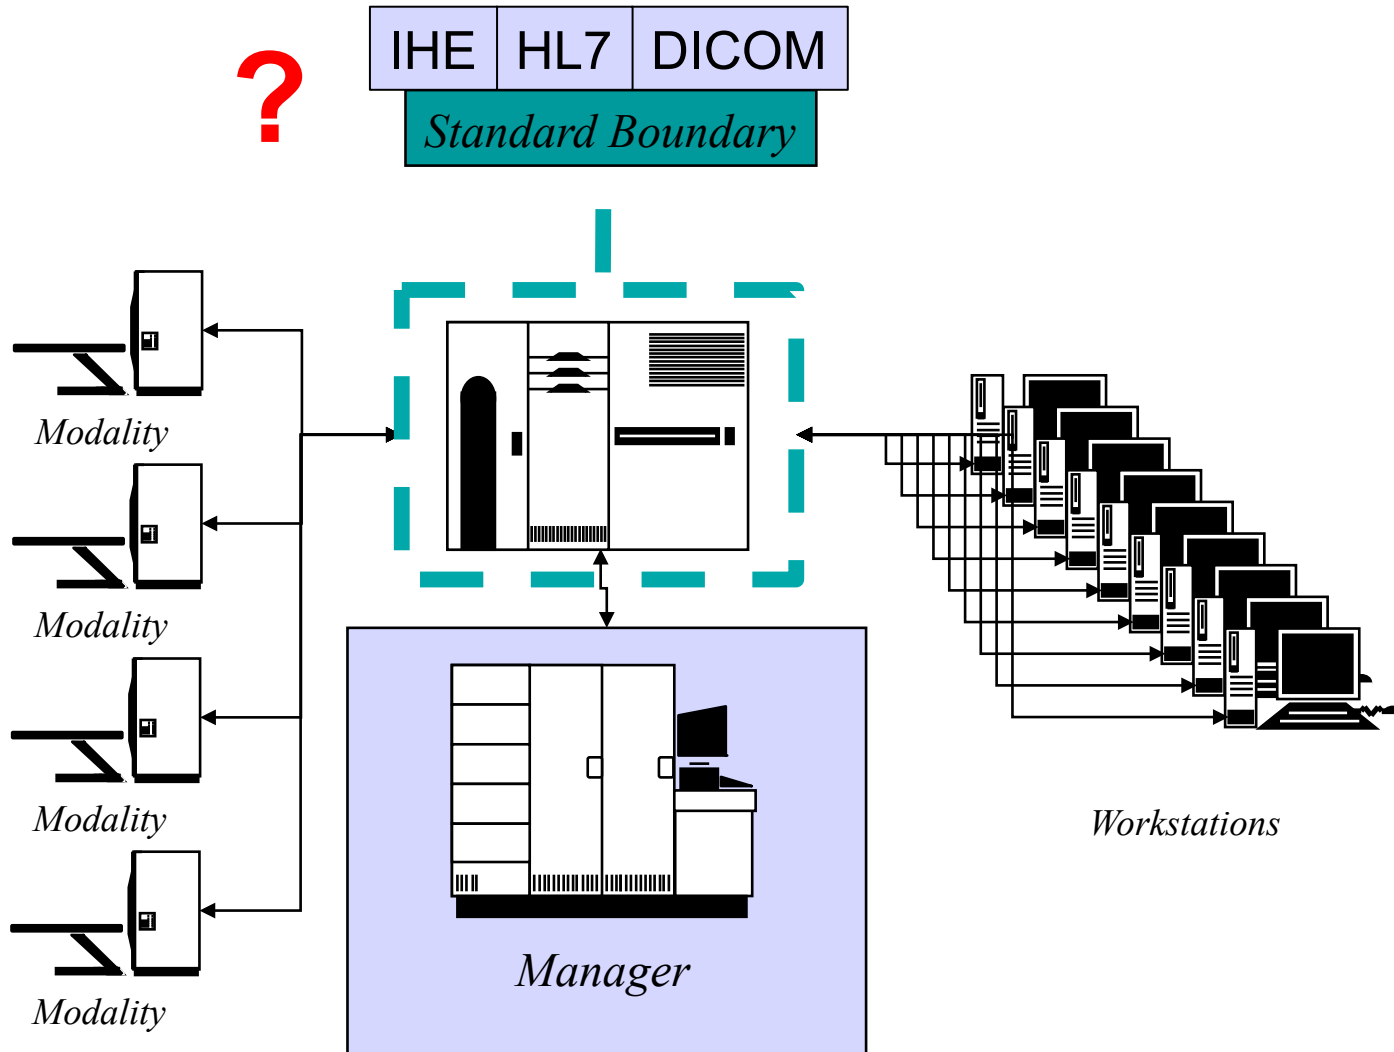 ?
IHE HL7 DICOM
Standard Boundary
Modality
Modality
Modality
Modality
Manager
Workstations